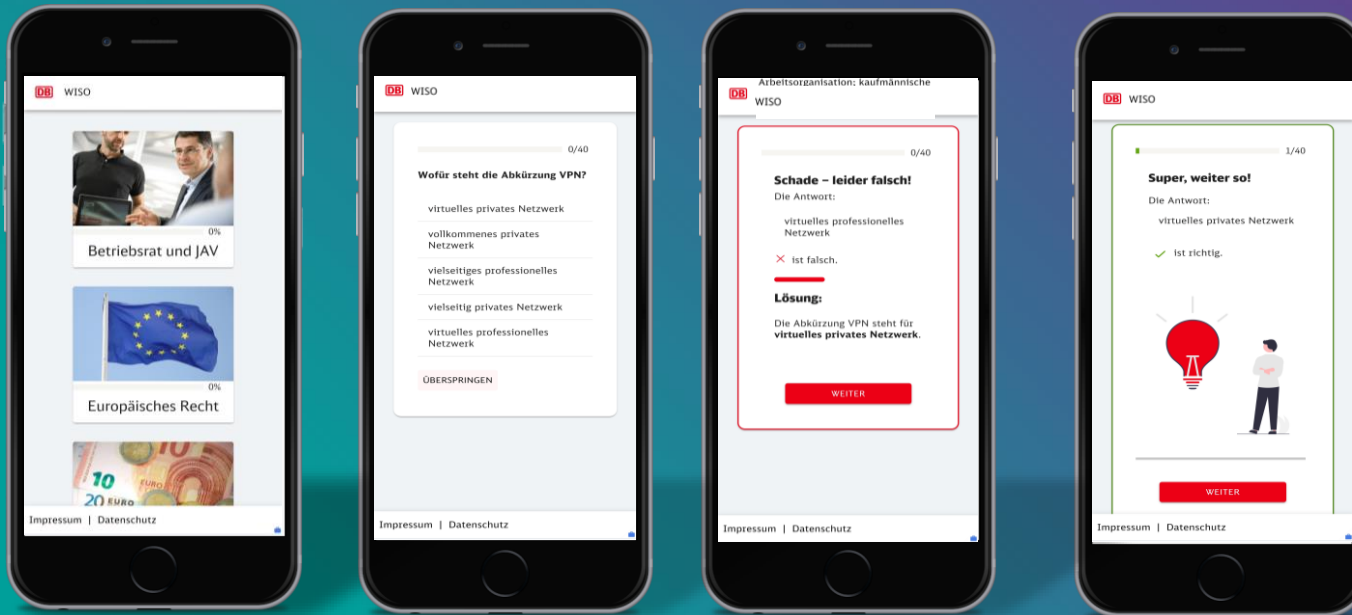 DB WISO
0%
Betriebsrat und JAV
0%
Europäisches Recht
10
10
20 EURO
Impressum | Datenschutz
DB WISO
0/40
Wofür steht die Abkürzung VPN?
virtuelles privates Netzwerk
vollkommenes privates
Netzwerk
vielseitiges professionelles
Netzwerk
vielseitig privates Netzwerk
virtuelles professionelles
Netzwerk
ÜBERSPRINGEN
Impressum | Datenschutz
Arbeitsorganisation; kaufmännische
DB WISO
0/40
Schade – leider falsch!
Die Antwort:
virtuelles professionelles
Netzwerk
ist falsch.
Lösung:
Die Abkürzung VPN steht für
virtuelles privates Netzwerk.
WEITER
Impressum | Datenschutz
DB WISO
1/40
Super, weiter so!
Die Antwort:
virtuelles privates Netzwerk
ist richtig.
WEITER
Impressum | Datenschutz